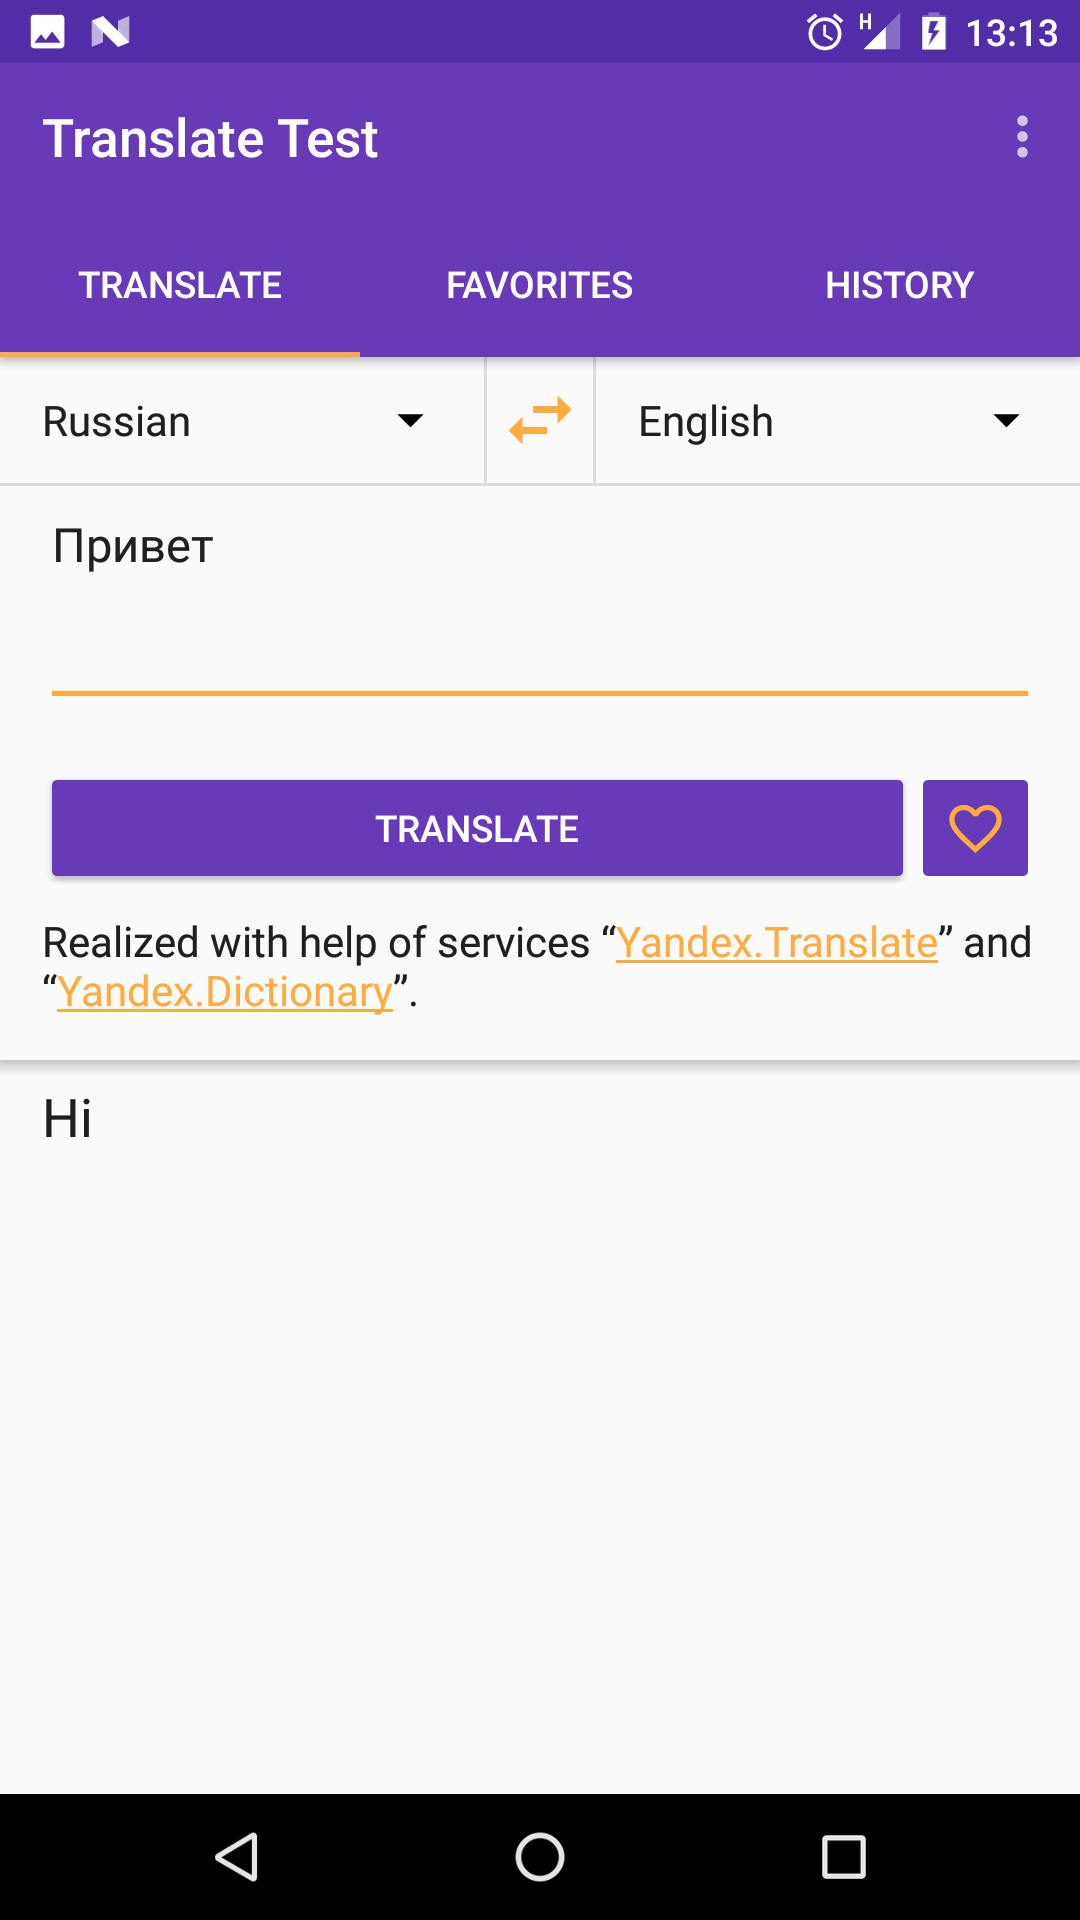 H 13:13
Translate Test
TRANSLATE FAVORITES HISTORY
Russian English
Привет
TRANSLATE
Realized with help of services “Yandex.Translate” and
“Yandex.Dictionary”.
Hi